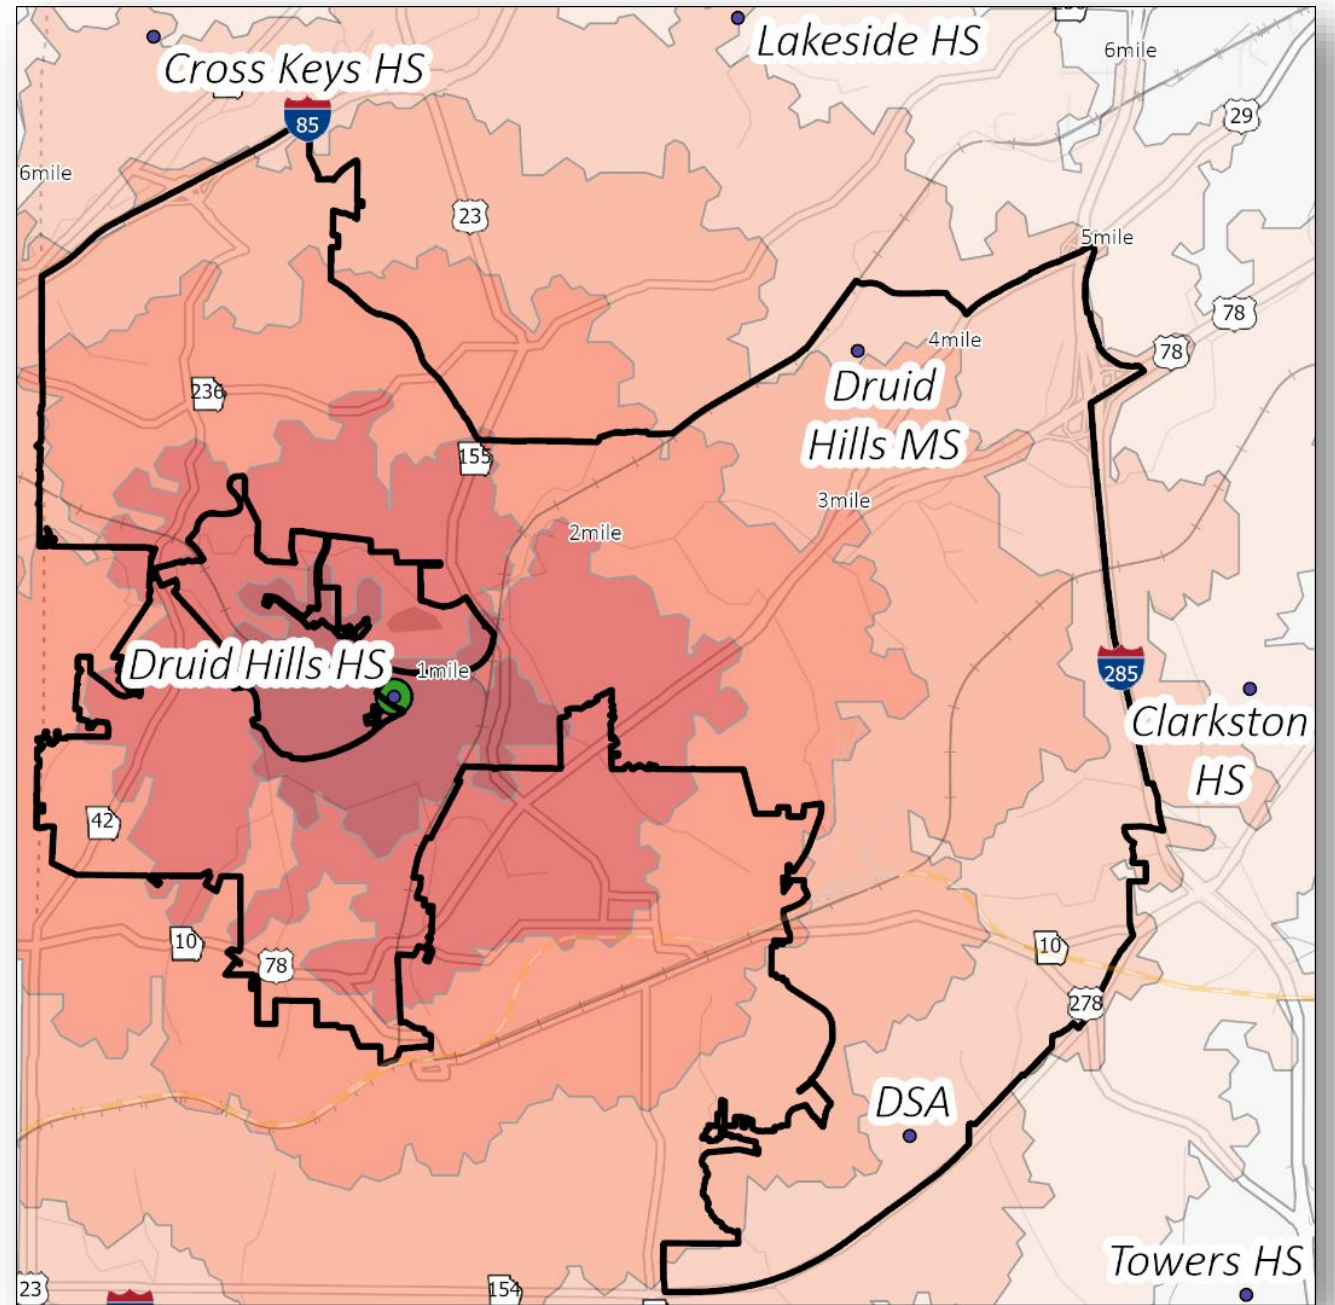 Lakeside HS
6mile
Cross Keys HS
29
85
6mile
23
5mile
78
4mile
78
Druid
Hills MS
236
155
3mile
2mile
Druid Hills HS
1mile
285
Clarkston
HS
42
10
10
78
278
DSA
Towers HS
23
154